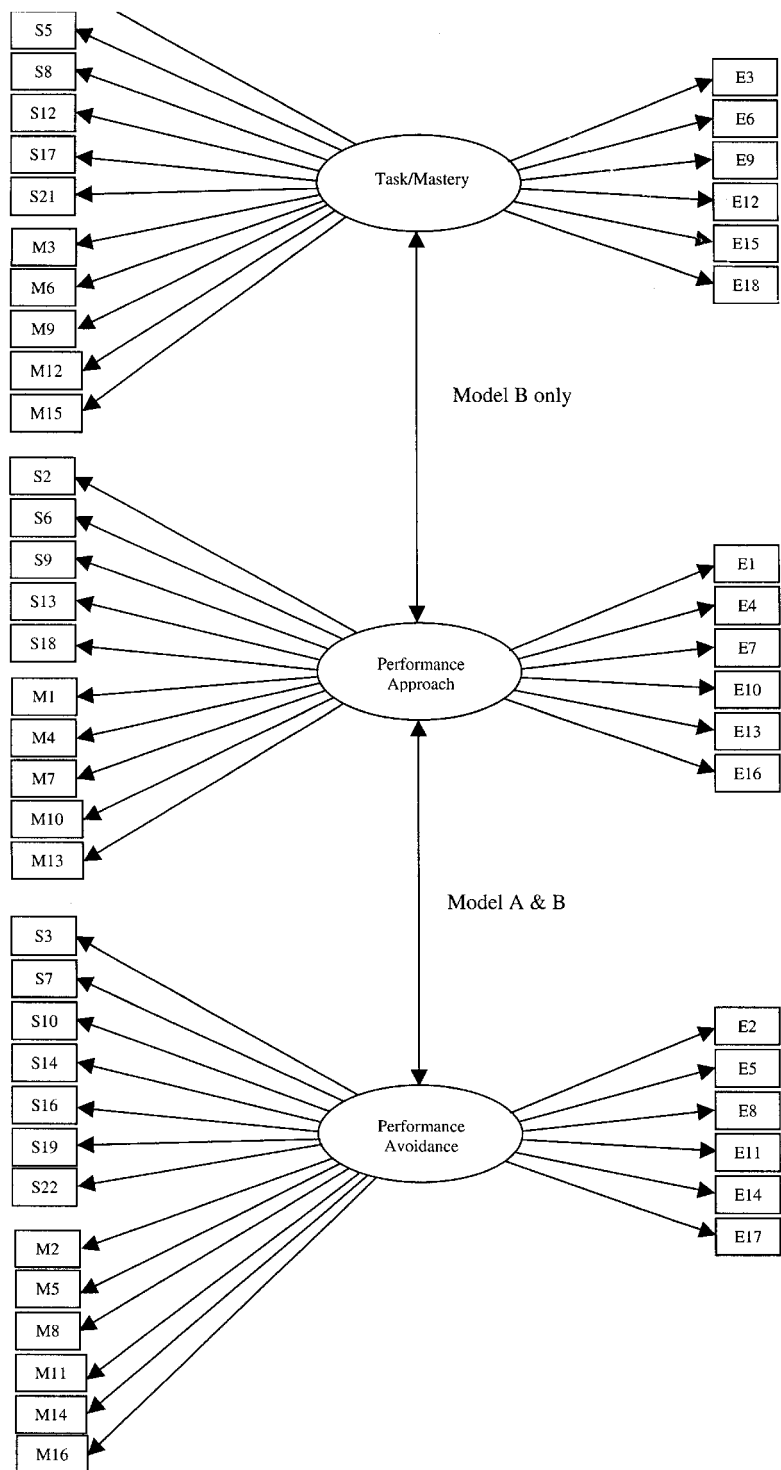 S5
S8
S12
S17
S21
M3
M6
M9
M12
M15
Task/Mastery
E3
E6
E9
E12
E15
E18
Model B only
S2
S6
S9
S13
S18
M1
M4
M7
M10
M13
Performance
Approach
E1
E4
E7
E10
E13
E16
Model A & B
S3
S7
S10
S14
S16
S19
S22
M2
M5
M8
M11
M14
M16
Performance
Avoidance
E2
E5
E8
E11
E14
E17